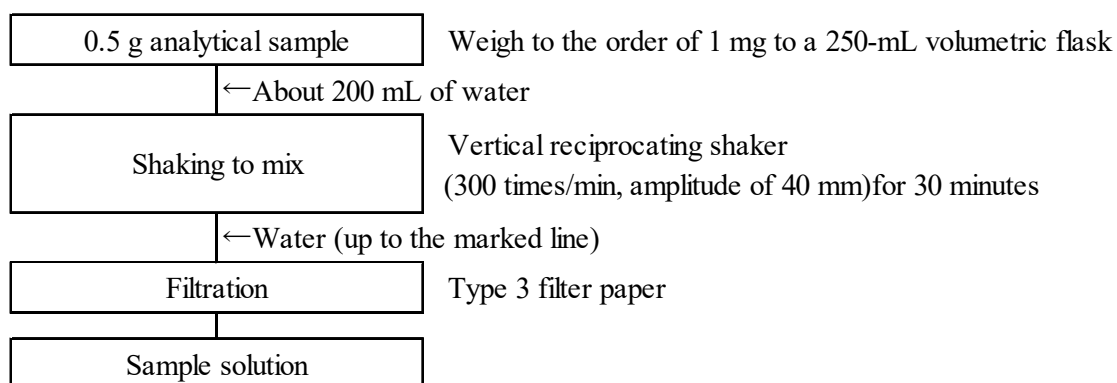 0.5 g analytical sample
Weigh to the order of 1 mg to a 250-mL volumetric flask
←About 200 mL of water
Shaking to mix
Vertical reciprocating shaker
(300 times/min, amplitude of 40 mm)for 30 minutes
←Water (up to the marked line)
Filtration
Type 3 filter paper
Sample solution